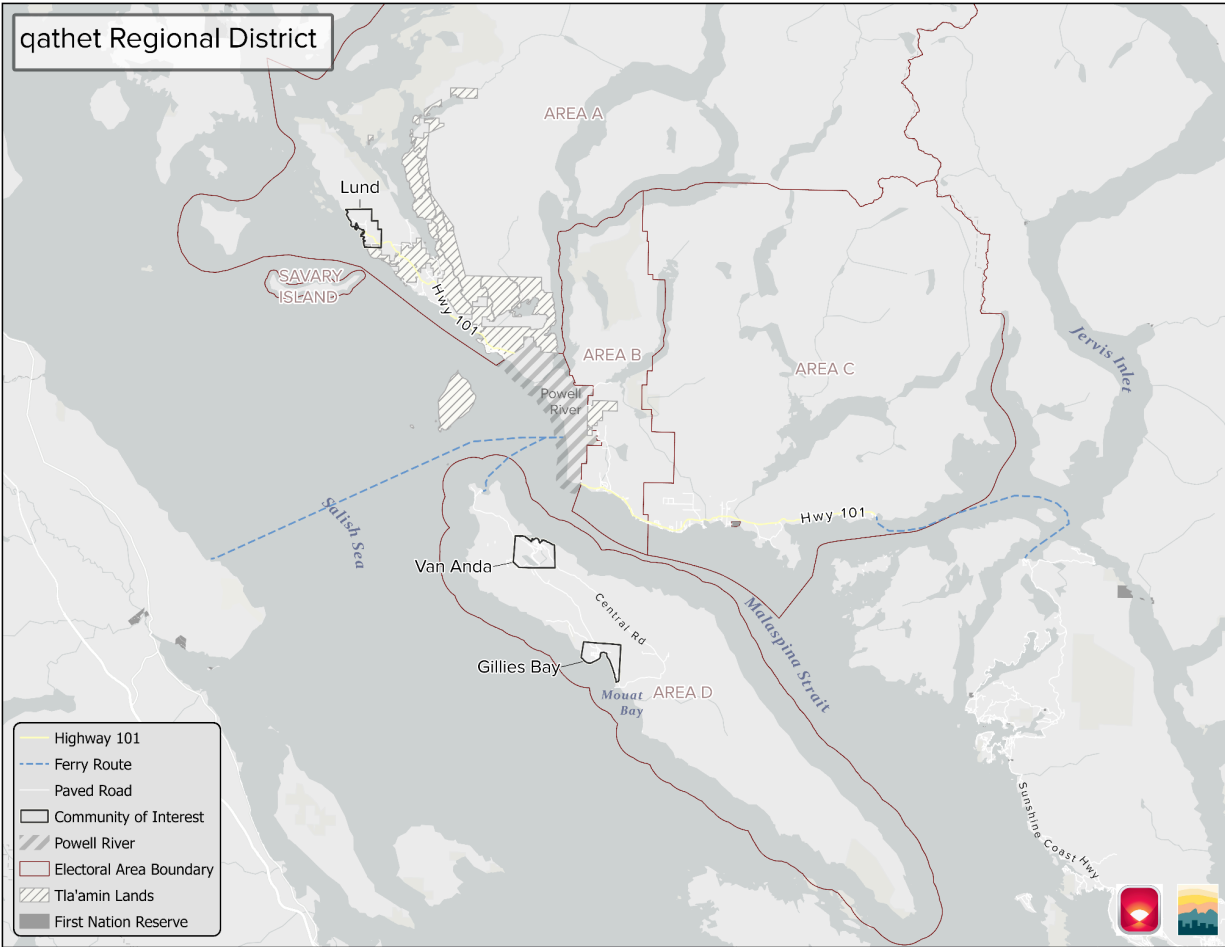 qathet Regional District
AREA A
Lund
SAVARY
ISLAND
Hwy 101
AREA B
AREA C
Jervis Inlet
Powell
River
Salish Sea
Hwy 101
Van Anda
Central Rd
Malaspina Strait
Gillies Bay
AREA D
Mouat
Bay
Sunshine Coast Hwy
Highway 101
Ferry Route
Paved Road
Community of Interest
Powell River
Electoral Area Boundary
Tla'amin Lands
First Nation Reserve